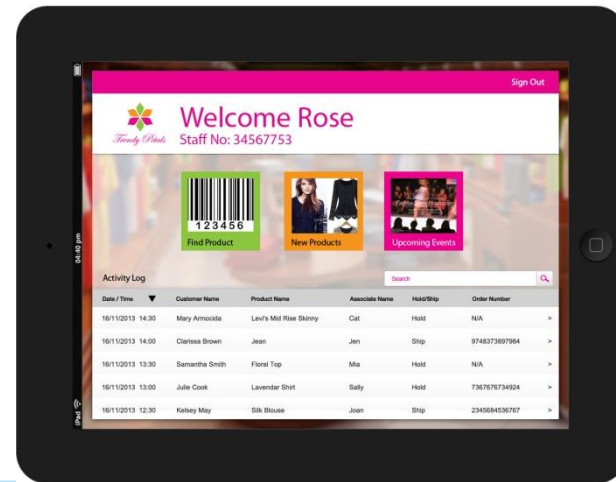 Sign Out
Trendy Petals
Welcome Rose
Staff No: 34567753
123456
Find Product
New Products
Upcoming Events
Activity Log
Search
Date / Time ▼ Customer Name Product Name Associate Name Hold/Ship Order Number
16/11/2013 14:30 Mary Armocida Levi's Mid Rise Skinny Cat Hold N/A >
16/11/2013 14:00 Clarissa Brown Jean Jen Ship 9748373897984 >
16/11/2013 13:30 Samantha Smith Floral Top Mia Hold N/A >
16/11/2013 13:00 Julie Cook Lavendar Shirt Sally Hold 7367676734924 >
16/11/2013 12:30 Kelsey May Silk Blouse Joan Ship 2345684536767 >
04:40 pm
iPad